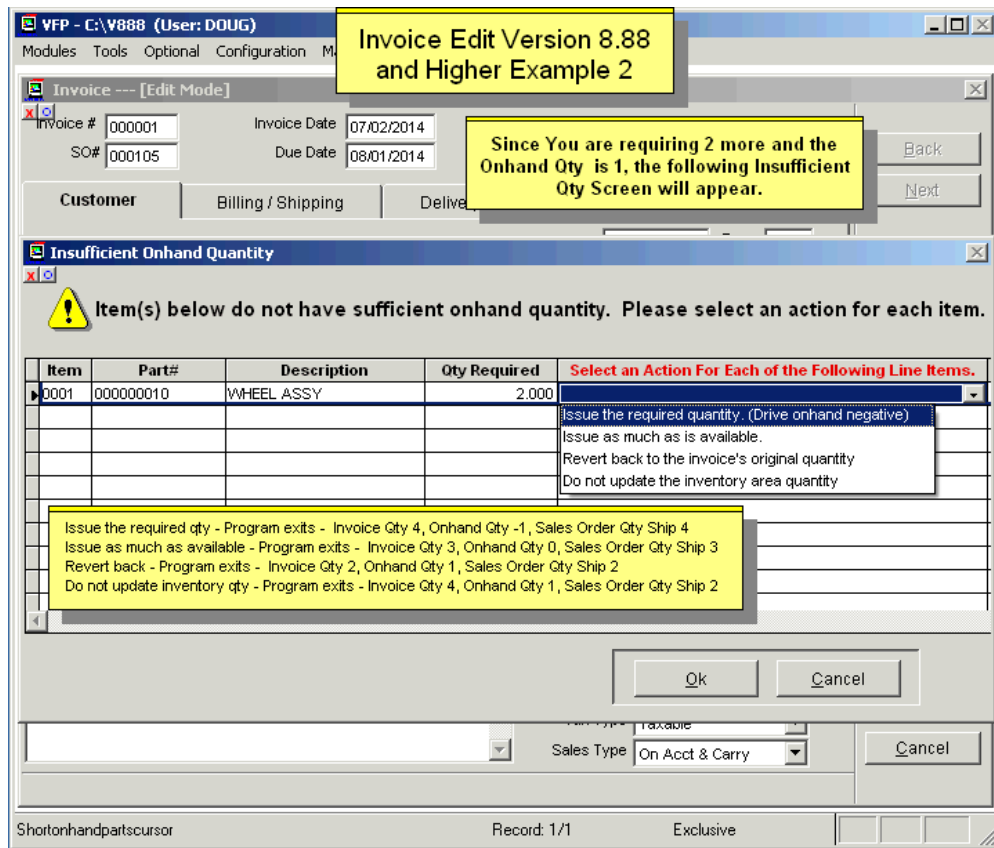 VFP - C:\V888 (User: DOUG)
Modules Tools Optional Configuration
Invoice Edit Version 8.88
and Higher Example 2
Invoice --- [Edit Mode]
Invoice # 000001
Invoice Date 07/02/2014
SO# 000105
Due Date 08/01/2014
Since You are requiring 2 more and the
Onhand Qty is 1, the following Insufficient
Qty Screen will appear.
Back
Next
Customer
Billing / Shipping
Insufficient Onhand Quantity
Item(s) below do not have sufficient onhand quantity. Please select an action for each item.
Item Part# Description Qty Required Select an Action For Each of the Following Line Items.
0001 000000010 WHEEL ASSY 2.000
Issue the required quantity. (Drive onhand negative)
Issue as much as is available.
Revert back to the invoice's original quantity
Do not update the inventory area quantity
Issue the required qty - Program exits - Invoice Qty 4, Onhand Qty -1, Sales Order Qty Ship 4
Issue as much as available - Program exits - Invoice Qty 3, Onhand Qty 0, Sales Order Qty Ship 3
Revert back - Program exits - Invoice Qty 2, Onhand Qty 1, Sales Order Qty Ship 2
Do not update inventory qty - Program exits - Invoice Qty 4, Onhand Qty 1, Sales Order Qty Ship 2
Ok
Cancel
Sales Type On Acct & Carry
Cancel
Shortonhandpartscursor
Record: 1/1
Exclusive